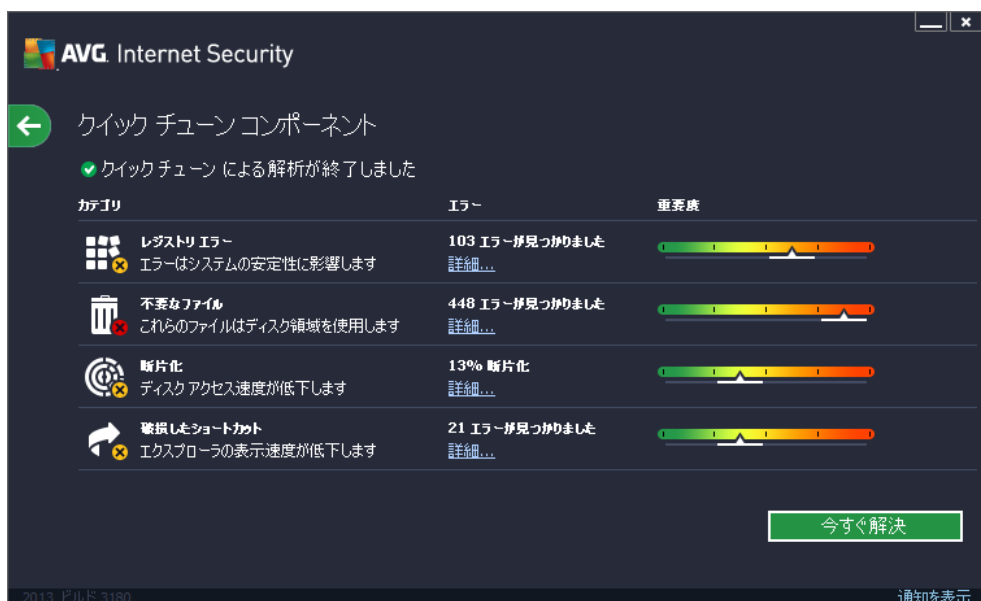 AVG. Internet Security
クイック チューン コンポーネント
クイック チューン による解析が終了しました
カテゴリ エラー 重要度
レジストリ エラー 103 エラーが見つかりました
エラーはシステムの安定性に影響します 詳細...
不要なファイル 448 エラーが見つかりました
これらのファイルはディスク領域を使用します 詳細...
断片化 13% 断片化
ディスク アクセス速度が低下します 詳細...
破損したショートカット 21 エラーが見つかりました
エクスプローラの表示速度が低下します 詳細...
今すぐ解決
2013 ビルド 3180 通知を表示